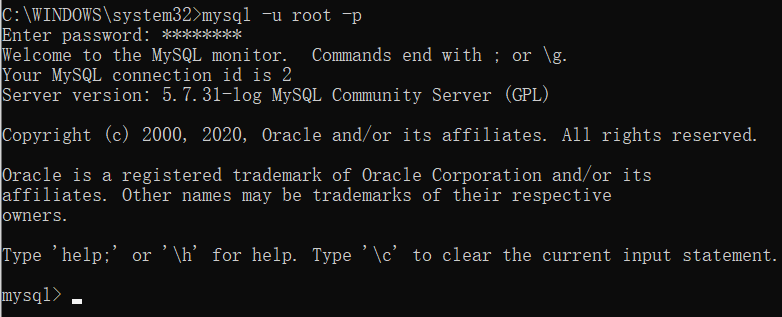 C:\WINDOWS\system32>mysql -u root -p
Enter password: ********
Welcome to the MySQL monitor.  Commands end with ; or \g.
Your MySQL connection id is 2
Server version: 5.7.31-log MySQL Community Server (GPL)
Copyright (c) 2000, 2020, Oracle and/or its affiliates. All rights reserved.
Oracle is a registered trademark of Oracle Corporation and/or its
affiliates. Other names may be trademarks of their respective
owners.
Type 'help;' or '\h' for help. Type '\c' to clear the current input statement.
mysql>